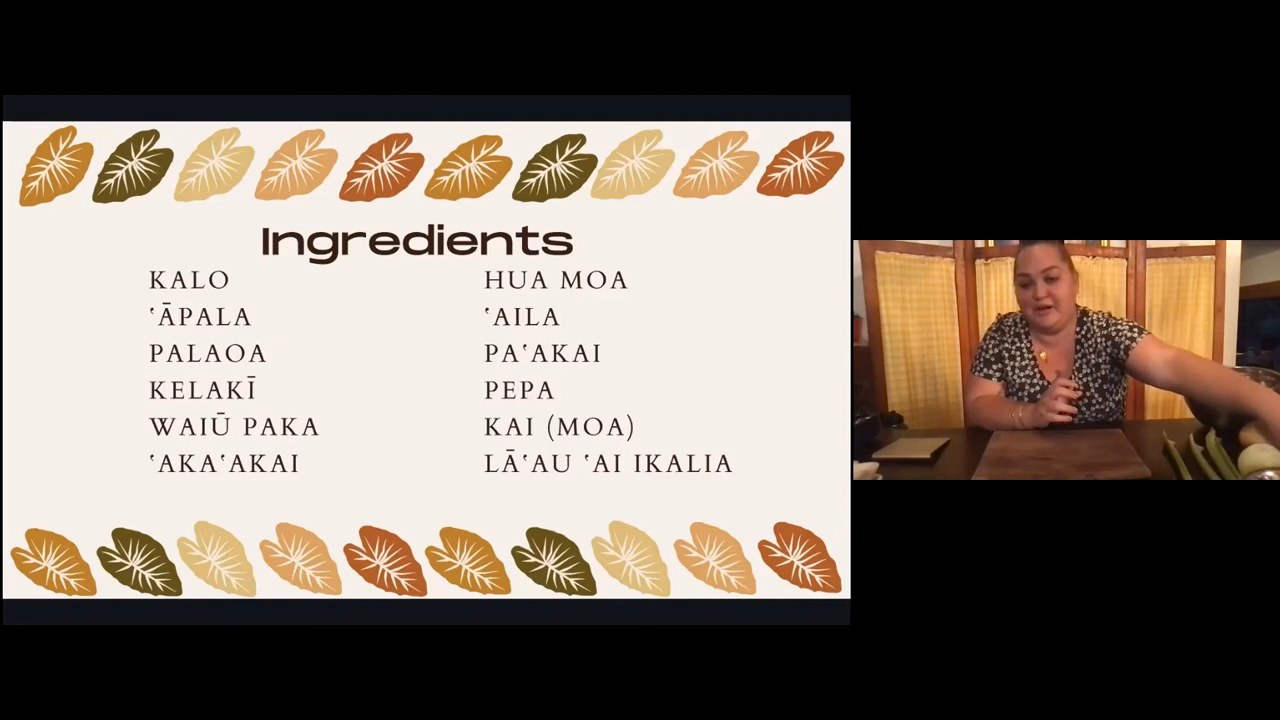 Ingredients
KALO
ʻĀPALA
PALAOA
KELAKĪ
WAIŪ PAKA
ʻAKAʻAKAI
HUA MOA
ʻAILA
PAʻAKAI
PEPA
KAI (MOA)
LĀʻAU ʻAI IKALIA